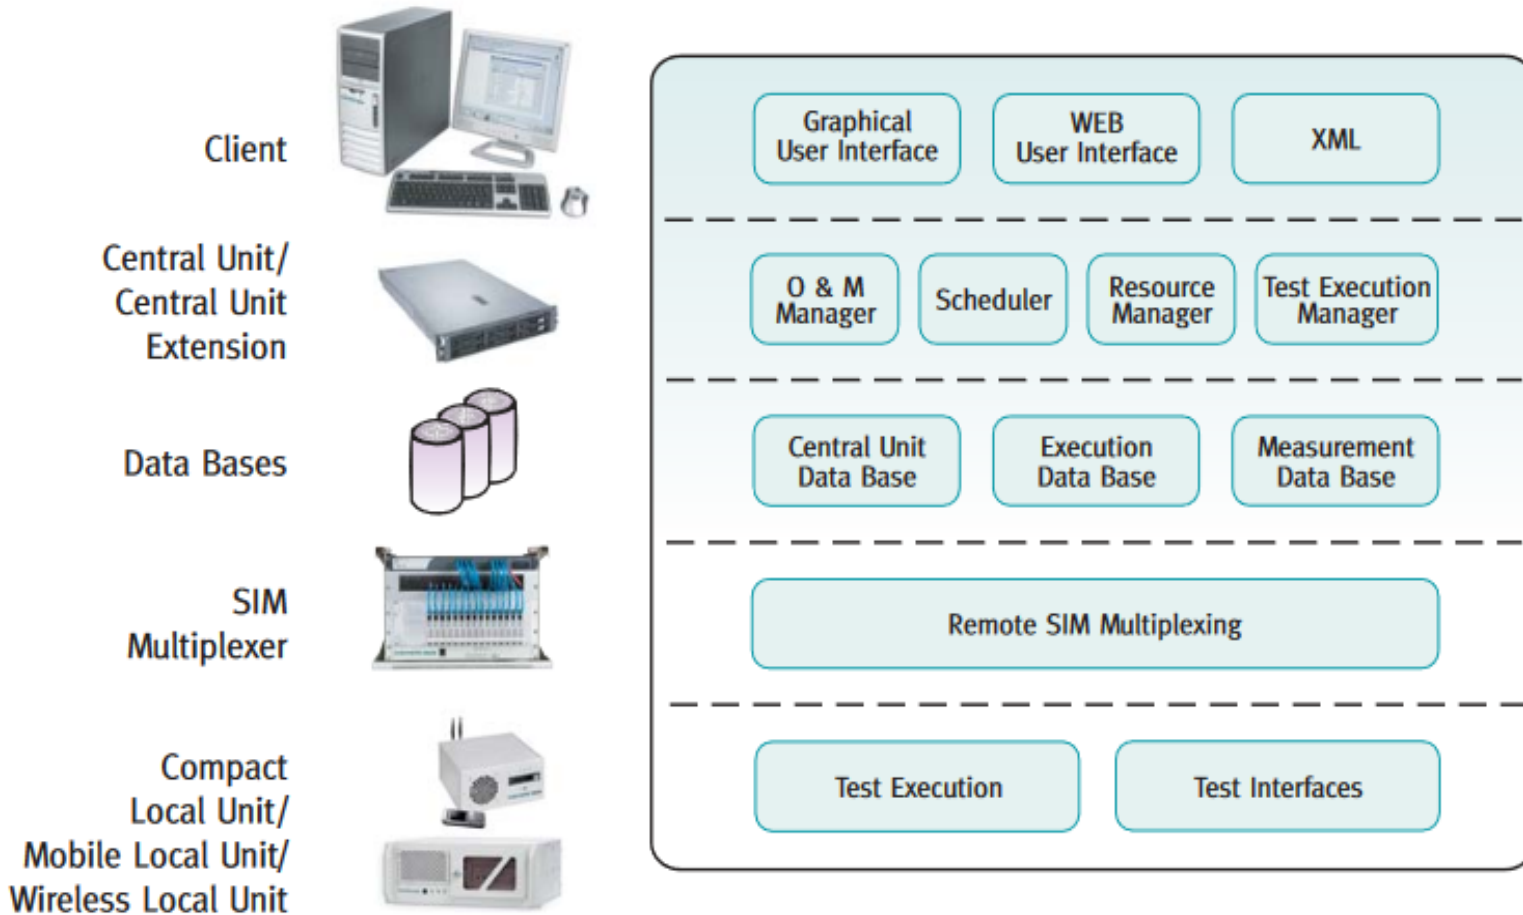 Client
Graphical
User Interface
WEB
User Interface
XML
Central Unit/
Central Unit
Extension
O & M
Manager
Scheduler
Resource
Manager
Test Execution
Manager
Data Bases
Central Unit
Data Base
Execution
Data Base
Measurement
Data Base
SIM
Multiplexer
Remote SIM Multiplexing
Compact
Local Unit/
Mobile Local Unit/
Wireless Local Unit
Test Execution
Test Interfaces